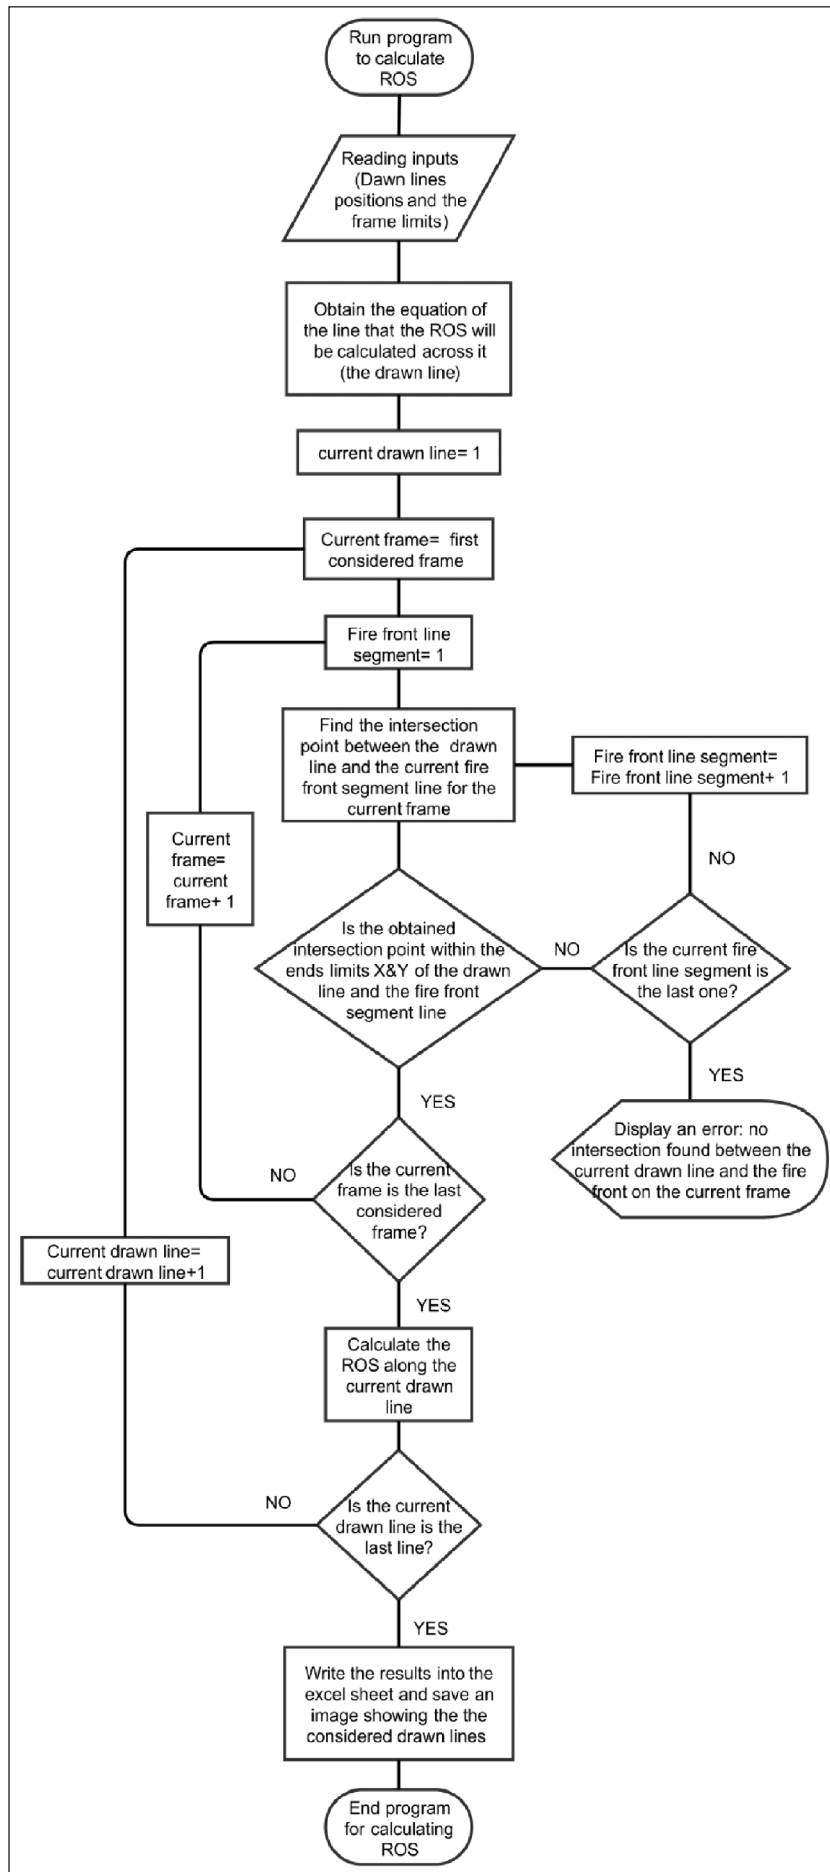 Run program
to calculate
ROS
Reading inputs
(Dawn lines
positions and the
frame limits)
Obtain the equation of
the line that the ROS will
be calculated across it
(the drawn line)
current drawn line= 1
Current frame= first
considered frame
Fire front line
segment= 1
Find the intersection
point between the drawn
line and the current fire
front segment line for the
current frame
Fire front line segment=
Fire front line segment+ 1
Current
frame=
current
frame+ 1
NO
Is the obtained
intersection point within the
ends limits X&Y of the drawn
line and the fire front
segment line
NO
Is the current fire
front line segment is
the last one?
YES
YES
Display an error: no
intersection found between the
current drawn line and the fire
front on the current frame
NO
Is the current
frame is the last
considered
frame?
Current drawn line=
current drawn line+1
YES
Calculate the
ROS along the
current drawn
line
NO
Is the current
drawn line is the
last line?
YES
Write the results into the
excel sheet and save an
image showing the the
considered drawn lines
End program
for calculating
ROS